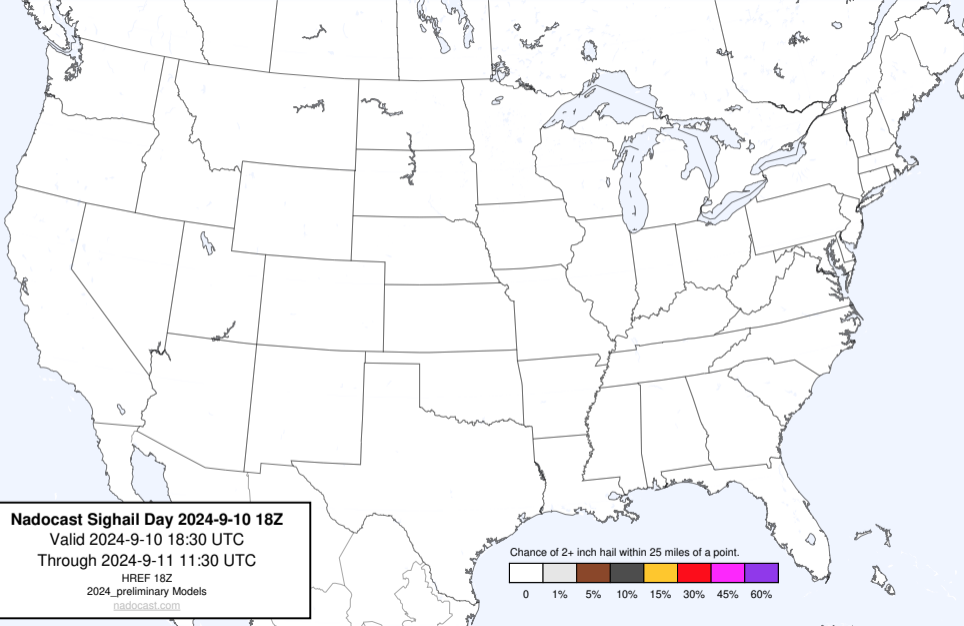 Nadocast Sighail Day 2024-9-10 18Z
Valid 2024-9-10 18:30 UTC
Through 2024-9-11 11:30 UTC
HREF 18Z
2024_preliminary Models
nadocast.com
Chance of 2+ inch hail within 25 miles of a point.
0 1% 5% 10% 15% 30% 45% 60%